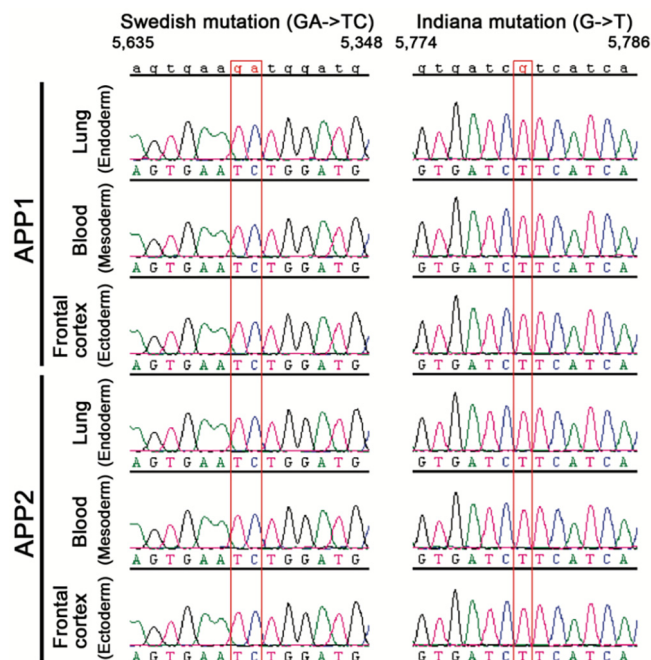 Swedish mutation (GA->TC) Indiana mutation (G->T)
5,635 5,348 5,774 5,786
a g t g a a g a t g g a t g g t g a t c g t c a t c a
APP1
Lung
(Endoderm)
A G T G A A T C T G G A T G G T G A T C T T C A T C A
Blood
(Mesoderm)
A G T G A A T C T G G A T G G T G A T C T T C A T C A
Frontal
cortex
(Ectoderm)
A G T G A A T C T G G A T G G T G A T C T T C A T C A
APP2
Lung
(Endoderm)
A G T G A A T C T G G A T G G T G A T C T T C A T C A
Blood
(Mesoderm)
A G T G A A T C T G G A T G G T G A T C T T C A T C A
Frontal
cortex
(Ectoderm)
A G T G A A T C T G G A T G G T G A T C T T C A T C A